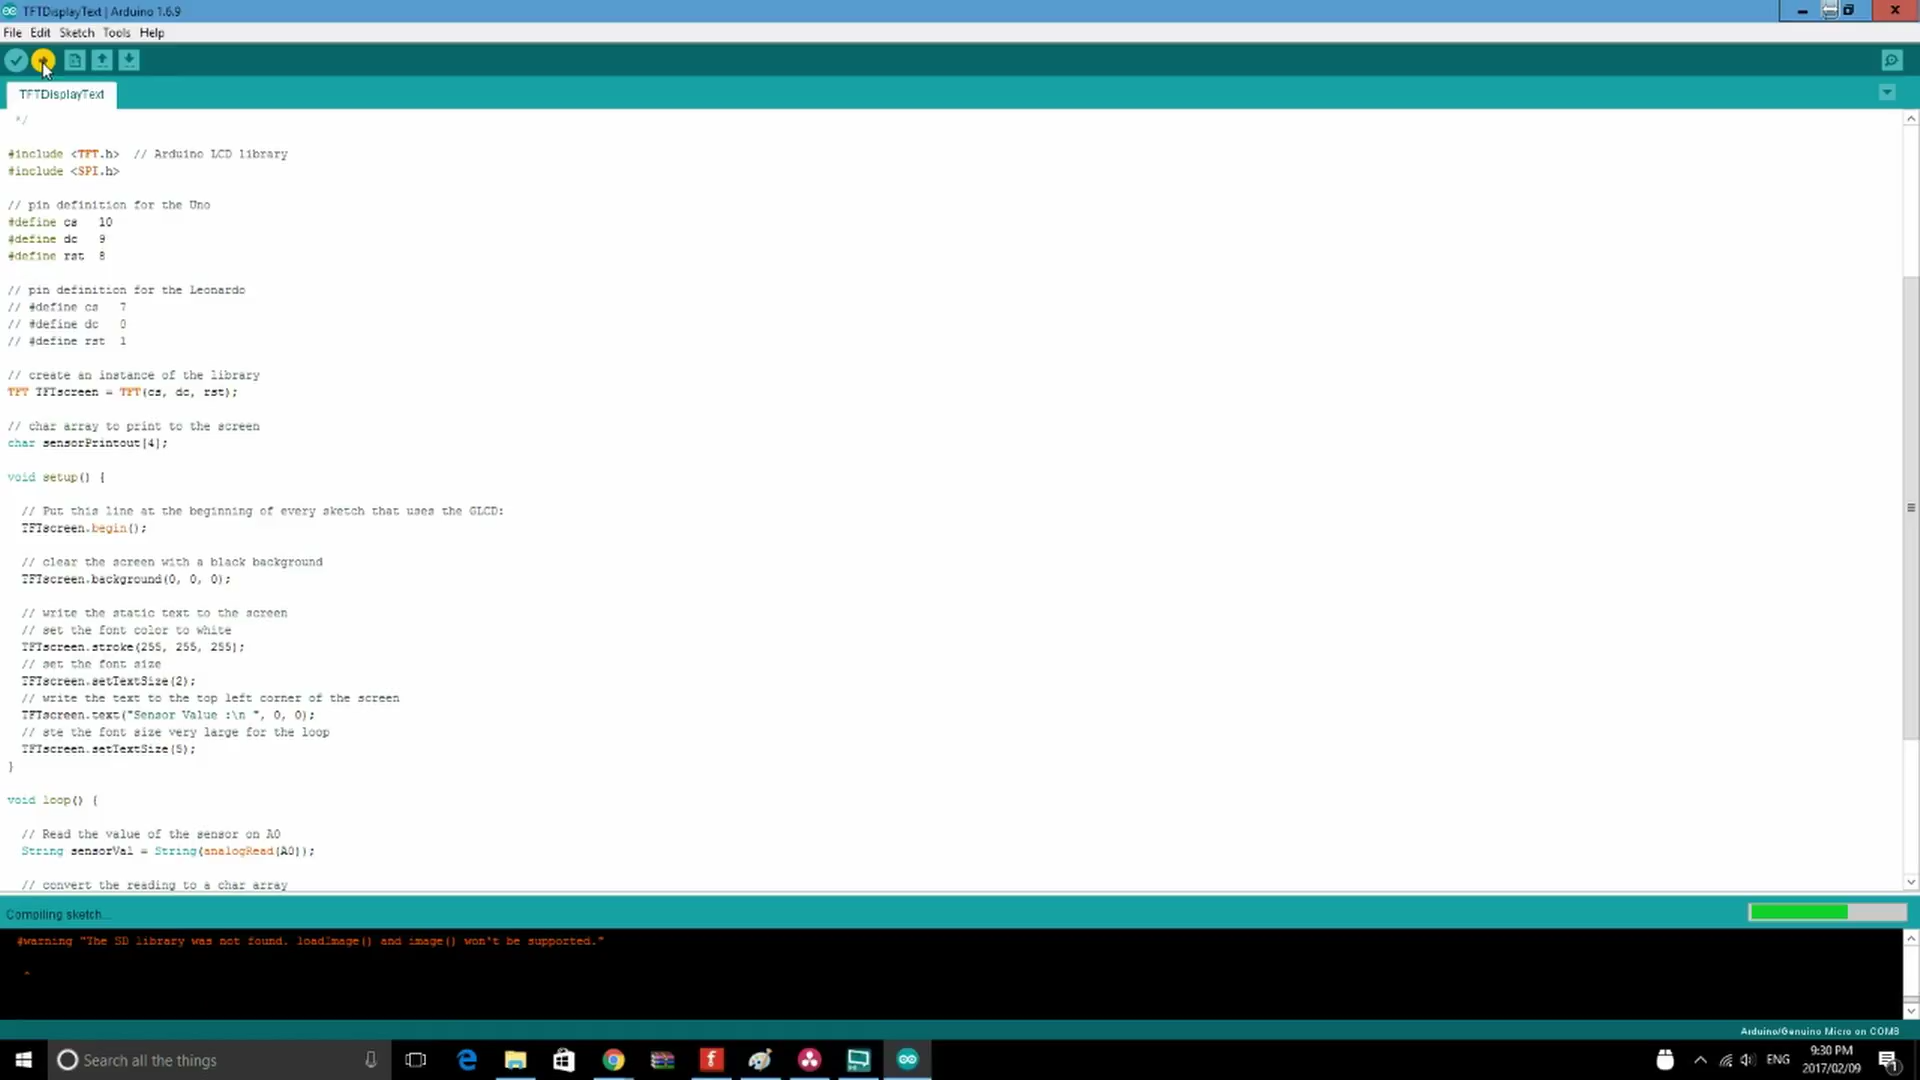 TFTDisplayText | Arduino 1.6.9
File Edit Sketch Tools Help
TFTDisplayText
*/
#include <TFT.h>  // Arduino LCD library
#include <SPI.h>
// pin definition for the Uno
#define cs   10
#define dc   9
#define rst  8
// pin definition for the Leonardo
// #define cs   7
// #define dc   0
// #define rst  1
// create an instance of the library
TFT TFTscreen = TFT(cs, dc, rst);
// char array to print to the screen
char sensorPrintout[4];
void setup() {
// Put this line at the beginning of every sketch that uses the GLCD:
TFTscreen.begin();
// clear the screen with a black background
TFTscreen.background(0, 0, 0);
// write the static text to the screen
// set the font color to white
TFTscreen.stroke(255, 255, 255);
// set the font size
TFTscreen.setTextSize(2);
// write the text to the top left corner of the screen
TFTscreen.text("Sensor Value :\n ", 0, 0);
// ste the font size very large for the loop
TFTscreen.setTextSize(5);
}
void loop() {
// Read the value of the sensor on A0
String sensorVal = String(analogRead(A0));
// convert the reading to a char array
Compiling sketch...
#warning "The SD library was not found. loadImage() and image() won't be supported."
^
Arduino/Genuino Micro on COM8
Search all the things
ENG
9:30 PM
2017/02/09
1